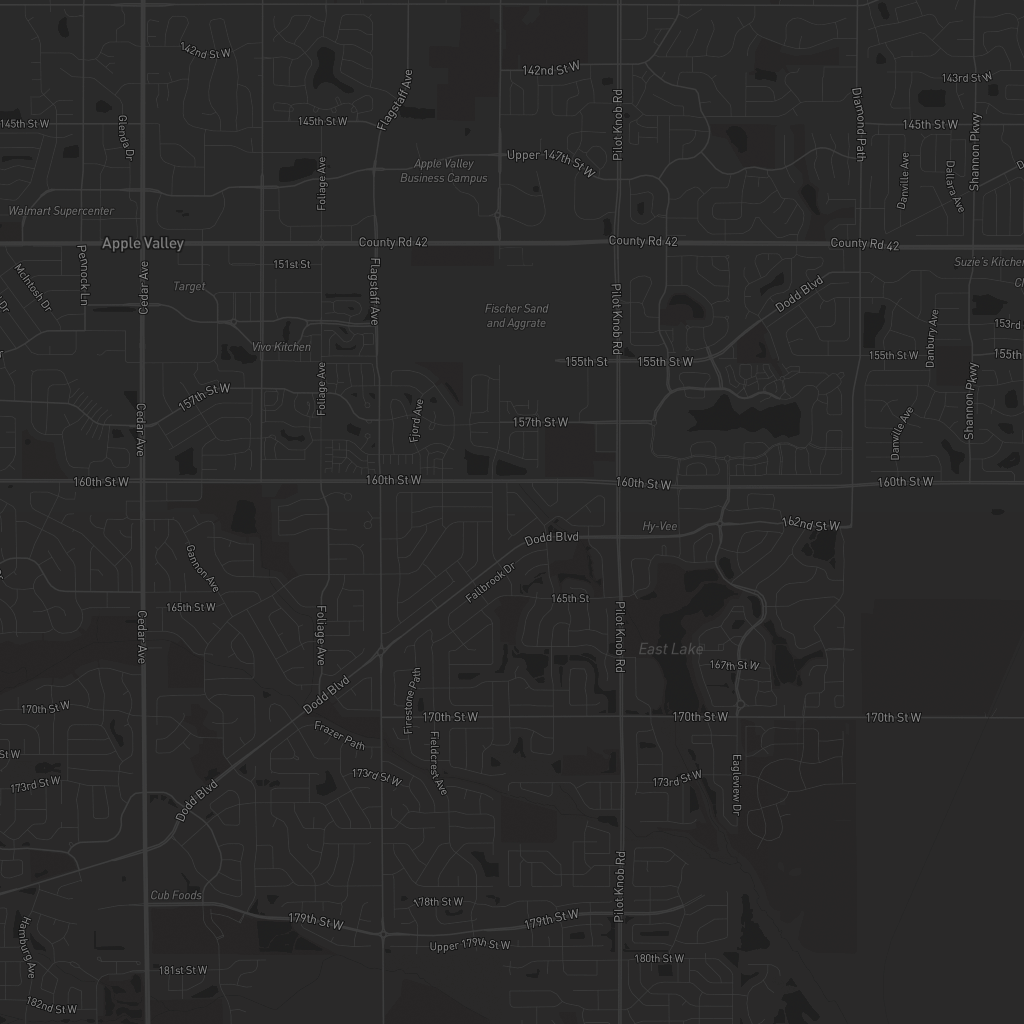 142nd St W
142nd St W
143rd St W
Flagstaff Ave
Pilot Knob Rd
Diamond Path
Glenda Dr
145th St W
145th St W
145th St W
Shannon Pkwy
Upper 147th St W
Apple Valley
Business Campus
Foliage Ave
Danville Ave
Dallara Ave
Walmart Supercenter
Apple Valley
County Rd 42
County Rd 42
County Rd 42
Pennock Ln
McIntosh Dr
Cedar Ave
151st St
Flagstaff Ave
Suzie's Kitchen
Target
Dodd Blvd
Fischer Sand
and Aggrate
Pilot Knob Rd
153rd
Danbury Ave
Vivo Kitchen
155th St
155th St W
155th St W
155th
Foliage Ave
157th St W
Cedar Ave
Fjord Ave
157th St W
Danville Ave
Shannon Pkwy
160th St W
160th St W
160th St W
160th St W
Hy-Vee
162nd St W
Dodd Blvd
Gannon Ave
Fallbrook Dr
165th St W
165th St
Cedar Ave
Foliage Ave
Pilot Knob Rd
East Lake
167th St W
Dodd Blvd
Firestone Path
170th St W
170th St W
170th St W
170th St W
Frazer Path
Fieldcrest Ave
St W
173rd St W
173rd St W
173rd St W
Eagleview Dr
Dodd Blvd
Pilot Knob Rd
Cub Foods
178th St W
179th St W
179th St W
Upper 179th St W
Hamburg Ave
180th St W
181st St W
182nd St W